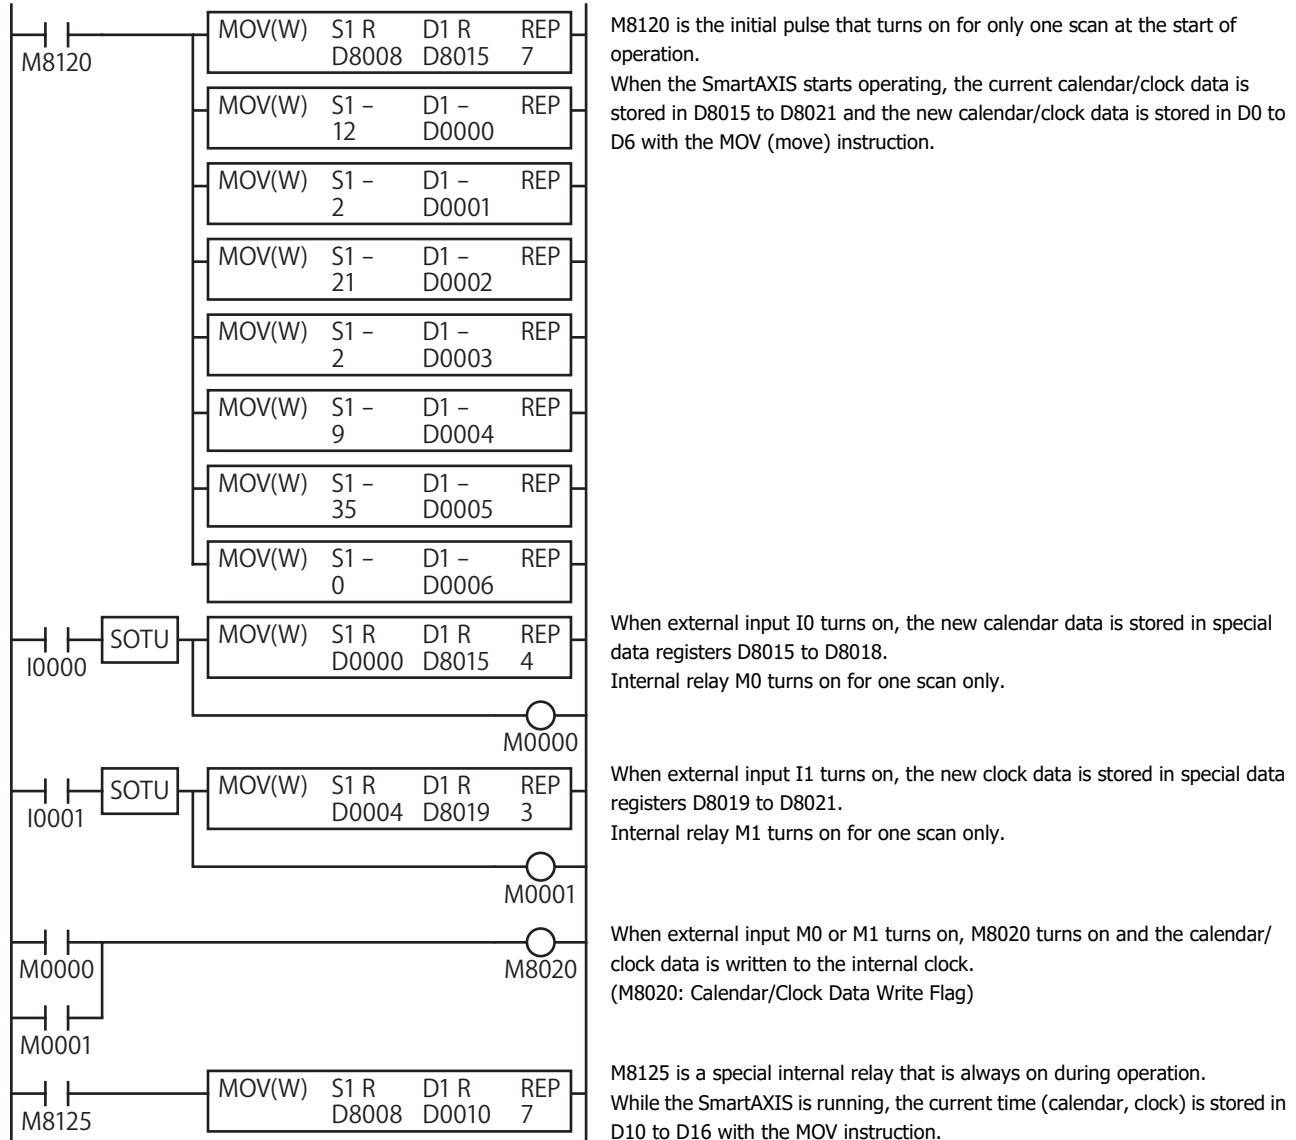 MOV(W) S1 R D1 R REP
D8008 D8015 7
M8120
M8120 is the initial pulse that turns on for only one scan at the start of
operation.
When the SmartAXIS starts operating, the current calendar/clock data is
stored in D8015 to D8021 and the new calendar/clock data is stored in D0 to
D6 with the MOV (move) instruction.
MOV(W) S1 – D1 – REP
12 D0000
MOV(W) S1 – D1 – REP
2 D0001
MOV(W) S1 – D1 – REP
21 D0002
MOV(W) S1 – D1 – REP
2 D0003
MOV(W) S1 – D1 – REP
9 D0004
MOV(W) S1 – D1 – REP
35 D0005
MOV(W) S1 – D1 – REP
0 D0006
SOTU MOV(W) S1 R D1 R REP
I0000 D0000 D8015 4
M0000
When external input I0 turns on, the new calendar data is stored in special
data registers D8015 to D8018.
Internal relay M0 turns on for one scan only.
SOTU MOV(W) S1 R D1 R REP
I0001 D0004 D8019 3
M0001
When external input I1 turns on, the new clock data is stored in special data
registers D8019 to D8021.
Internal relay M1 turns on for one scan only.
M0000 M8020
M0001
When external input M0 or M1 turns on, M8020 turns on and the calendar/
clock data is written to the internal clock.
(M8020: Calendar/Clock Data Write Flag)
MOV(W) S1 R D1 R REP
M8125 D8008 D0010 7
M8125 is a special internal relay that is always on during operation.
While the SmartAXIS is running, the current time (calendar, clock) is stored in
D10 to D16 with the MOV instruction.